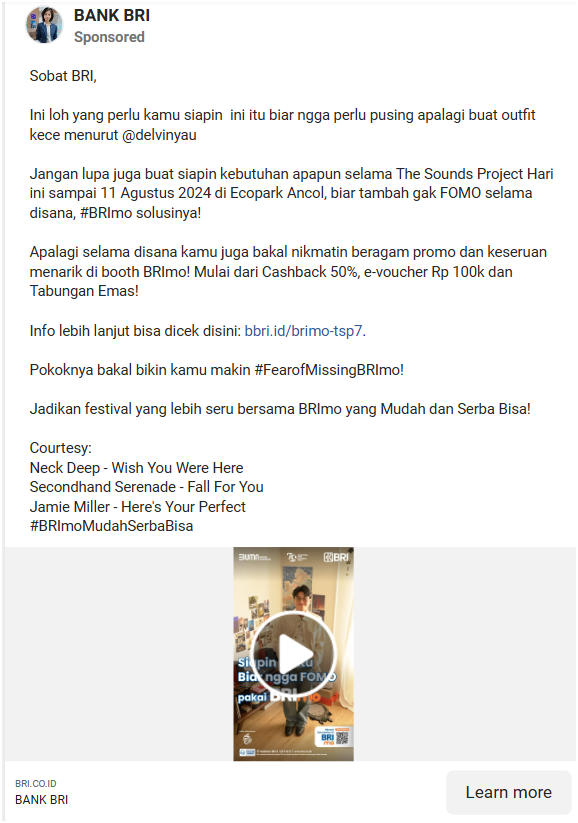 BANK BRI
Sponsored
Sobat BRI,
Ini loh yang perlu kamu siapin  ini itu biar ngga perlu pusing apalagi buat outfit
kece menurut @delvinyau
Jangan lupa juga buat siapin kebutuhan apapun selama The Sounds Project Hari
ini sampai 11 Agustus 2024 di Ecopark Ancol, biar tambah gak FOMO selama
disana, #BRImo solusinya!
Apalagi selama disana kamu juga bakal nikmatin beragam promo dan keseruan
menarik di booth BRImo! Mulai dari Cashback 50%, e-voucher Rp 100k dan
Tabungan Emas!
Info lebih lanjut bisa dicek disini: bbri.id/brimo-tsp7.
Pokoknya bakal bikin kamu makin #FearofMissingBRImo!
Jadikan festival yang lebih seru bersama BRImo yang Mudah dan Serba Bisa!
Courtesy:
Neck Deep - Wish You Were Here
Secondhand Serenade - Fall For You
Jamie Miller - Here's Your Perfect
#BRImoMudahSerbaBisa
BUMN
BRI
Siapin
Biar ngga FOMO
pakai BRImo
BRI
mo
BRI.CO.ID
BANK BRI
Learn more